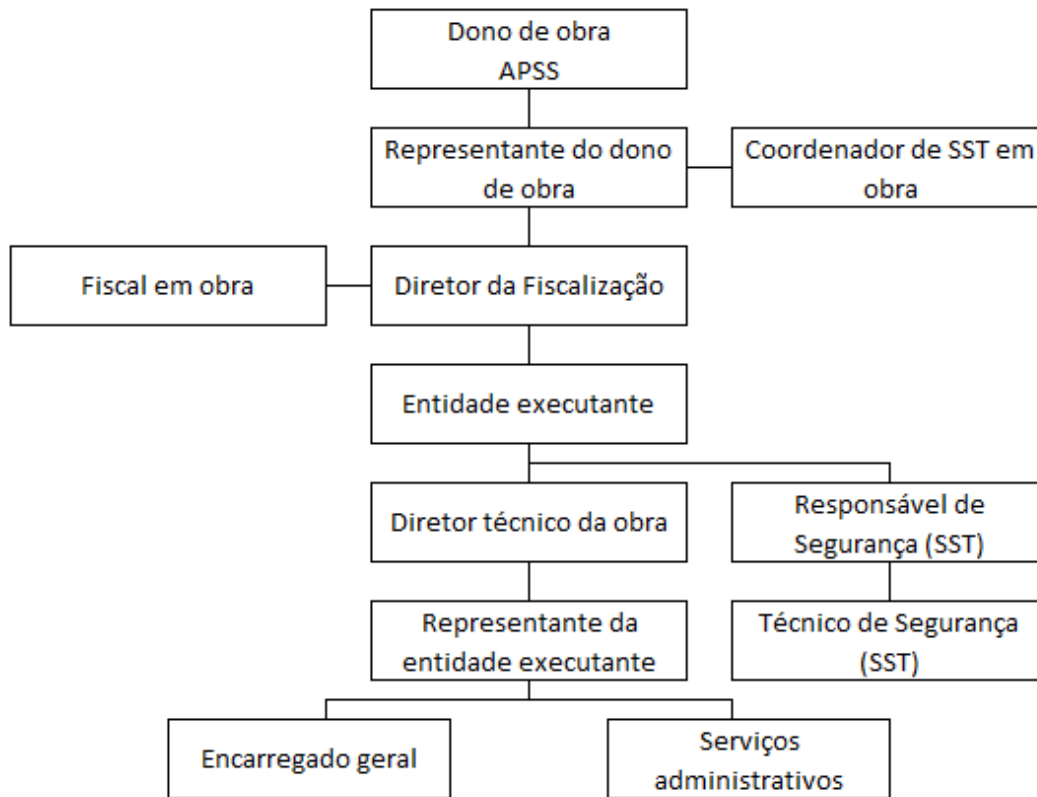 Dono de obra
APSS
Representante do dono
de obra
Coordenador de SST em
obra
Fiscal em obra
Diretor da Fiscalização
Entidade executante
Diretor técnico da obra
Responsável de
Segurança (SST)
Representante da
entidade executante
Técnico de Segurança
(SST)
Encarregado geral
Serviços
administrativos